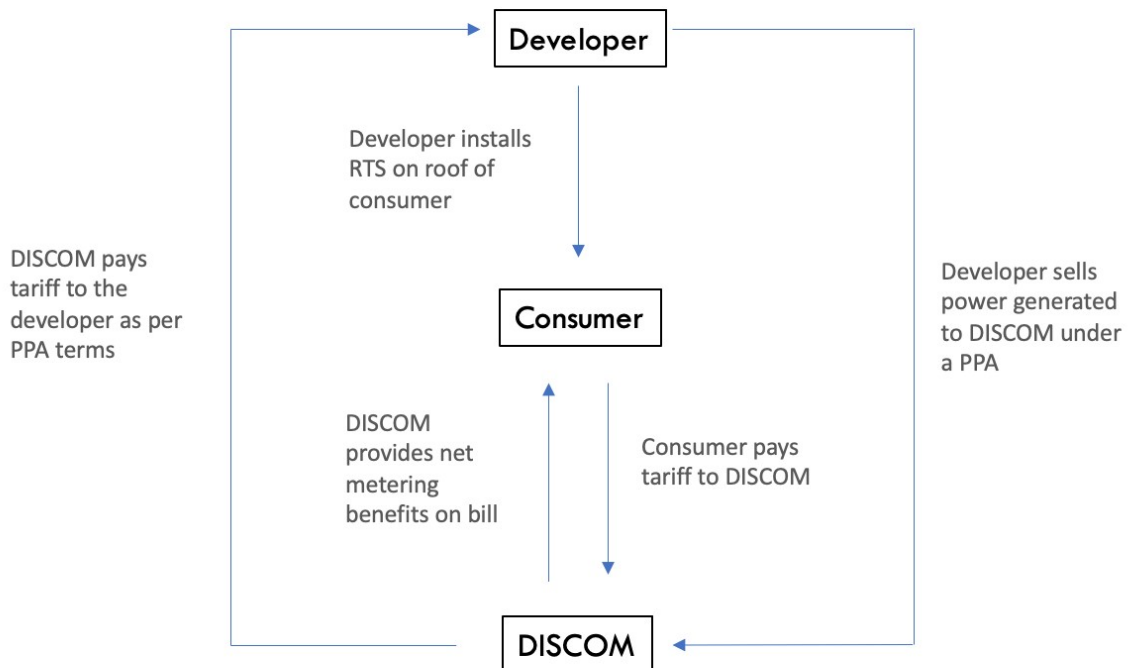 Developer
Developer installs
RTS on roof of
consumer
DISCOM pays
tariff to the
developer as per
PPA terms
Developer sells
power generated
to DISCOM under
a PPA
Consumer
DISCOM
provides net
metering
benefits on bill
Consumer pays
tariff to DISCOM
DISCOM